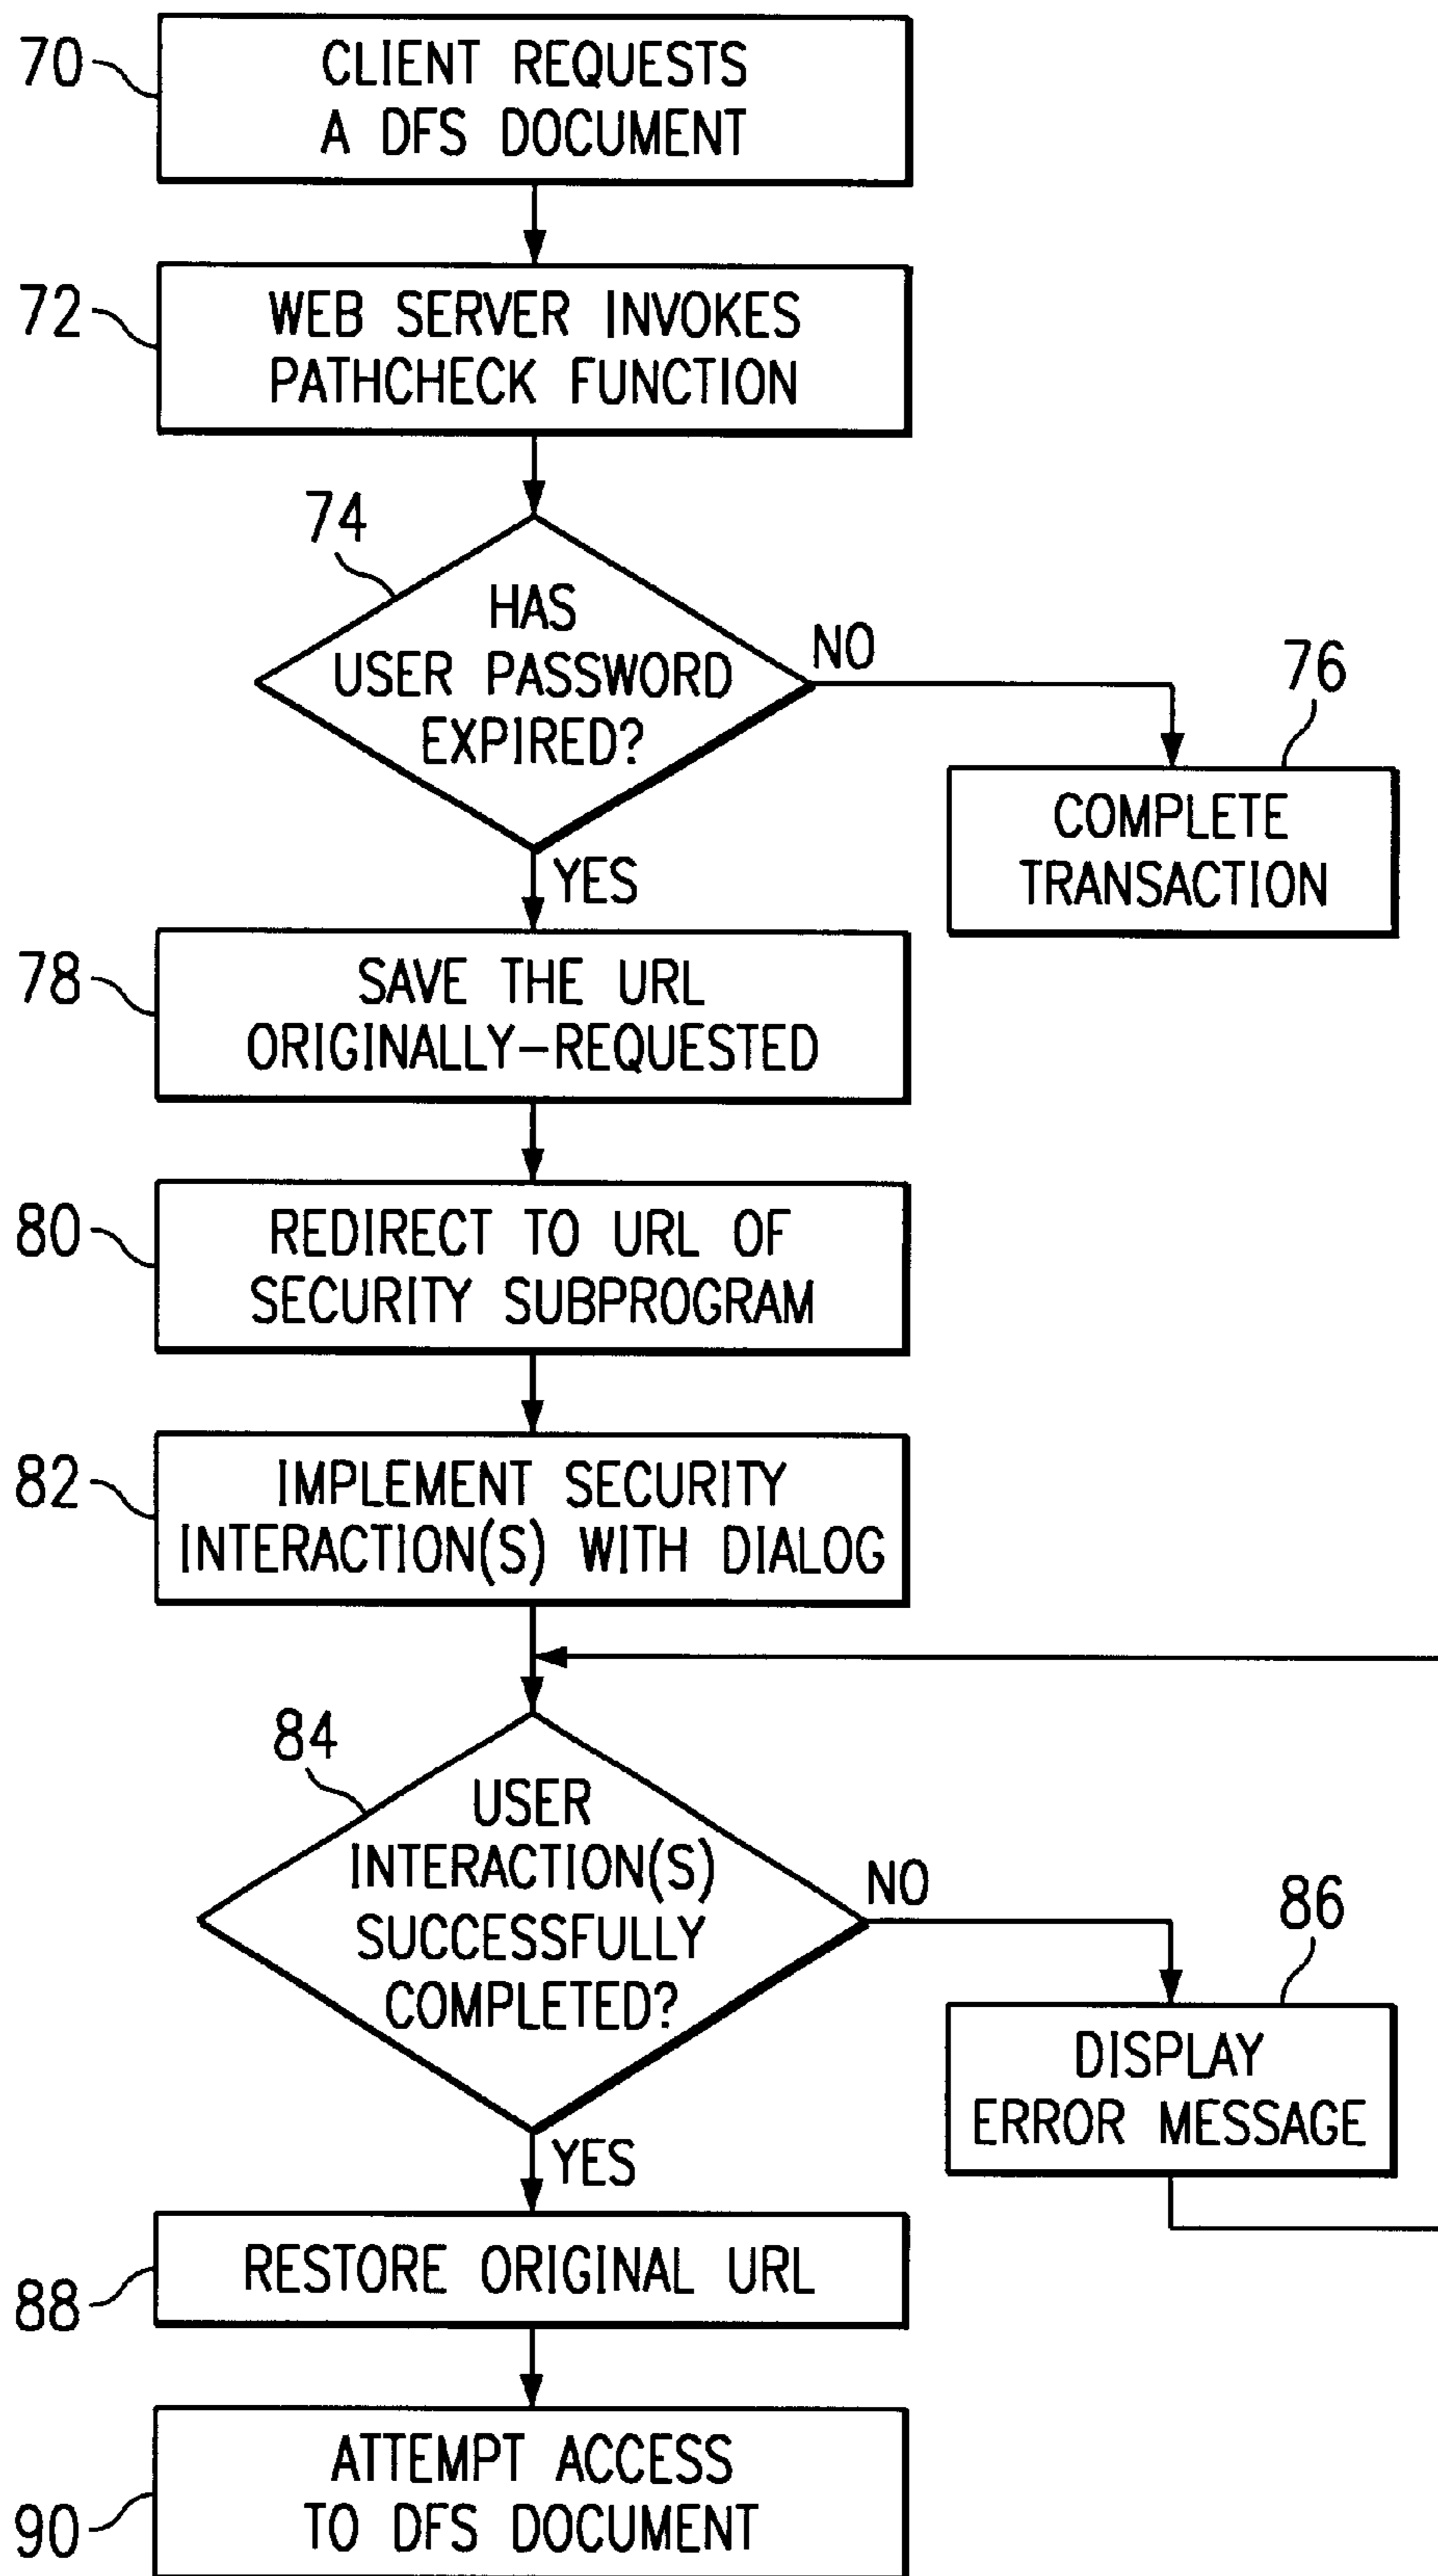 70
CLIENT REQUESTS
A DFS DOCUMENT
72
WEB SERVER INVOKES
PATHCHECK FUNCTION
74
HAS
USER PASSWORD
EXPIRED?
NO
76
COMPLETE
TRANSACTION
YES
78
SAVE THE URL
ORIGINALLY-REQUESTED
80
REDIRECT TO URL OF
SECURITY SUBPROGRAM
82
IMPLEMENT SECURITY
INTERACTION(S) WITH DIALOG
84
USER
INTERACTION(S)
SUCCESSFULLY
COMPLETED?
NO
86
DISPLAY
ERROR MESSAGE
YES
88
RESTORE ORIGINAL URL
90
ATTEMPT ACCESS
TO DFS DOCUMENT